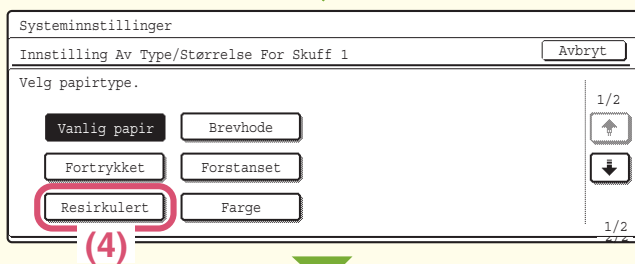 Systeminnstillinger
Innstilling Av Type/Størrelse For Skuff 1 Avbryt
Velg papirtype.
1/2
Vanlig papir Brevhode
Fortrykket Forstanset
Resirkulert Farge
1/2
(4)